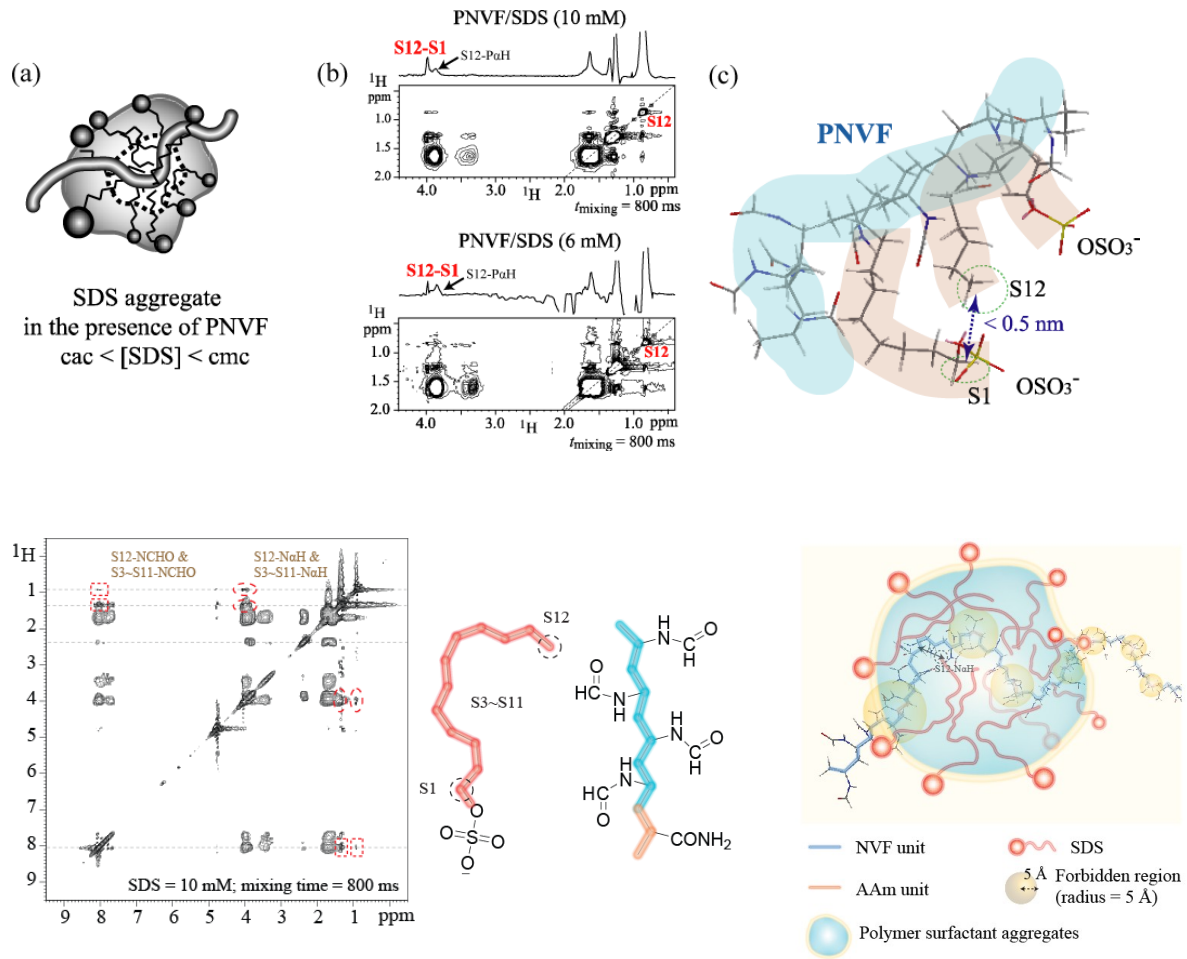 (a)
SDS aggregate
in the presence of PNVF
cac < [SDS] < cmc
(b)
PNVF/SDS (10 mM)
S12-S1
S12-PαH
¹H
ppm
1.0
1.5
2.0
S12
4.0
3.0
¹H
2.0
1.0
ppm
tmixing = 800 ms
PNVF/SDS (6 mM)
S12-S1
S12-PαH
¹H
ppm
1.0
1.5
2.0
S12
4.0
3.0
¹H
2.0
1.0
ppm
tmixing = 800 ms
(c)
PNVF
OSO₃⁻
S12
< 0.5 nm
S1
OSO₃⁻
¹H
S12-NCHO &
S3~S11-NCHO
S12-NαH &
S3~S11-NαH
1
2
3
4
5
6
7
8
9
SDS = 10 mM; mixing time = 800 ms
9 8 7 6 5 4 3 2 1 ppm
S12
S3~S11
S1
O
O=S=O
O
−
H
N
C
O
H
O
C
H
H
N
H
N
C
O
H
O
C
H
H
N
CONH₂
S12-NαH
NVF unit
SDS
AAm unit
5 Å
Forbidden region
(radius = 5 Å)
Polymer surfactant aggregates